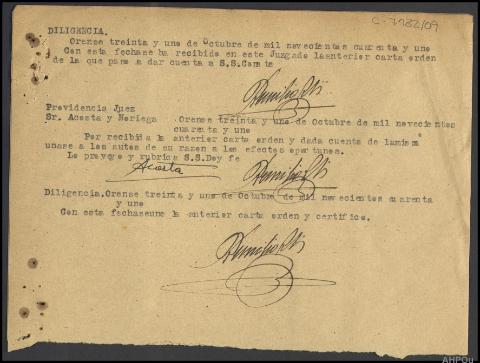 C-7182/09
DILIGENCIA.
Orense treinta y uno de Octubre de mil novecientos cuarenta y uno
Con esta fechase ha recibido en este Juzgado laanterior carta orden
de la que paso a dar cuenta a S.S. Consta
Providencia Juez
Sr. Acosta y Noriega . Orense treinta y uno de Octubre de mil novecientos
cuarenta y uno
Por recibida la anterior carta orden y dada cuenta de lamisma
unase a los autos de su razon a los efectos oportunos.
Lo proveyo y rubrica S.S.Doy fe
Acosta
Diligencia.Orense treinta y uno de Octubre de mil novecientos cuarenta
y uno
Con esta fechaseuno la anterior carta orden y certifico.
AHPOu